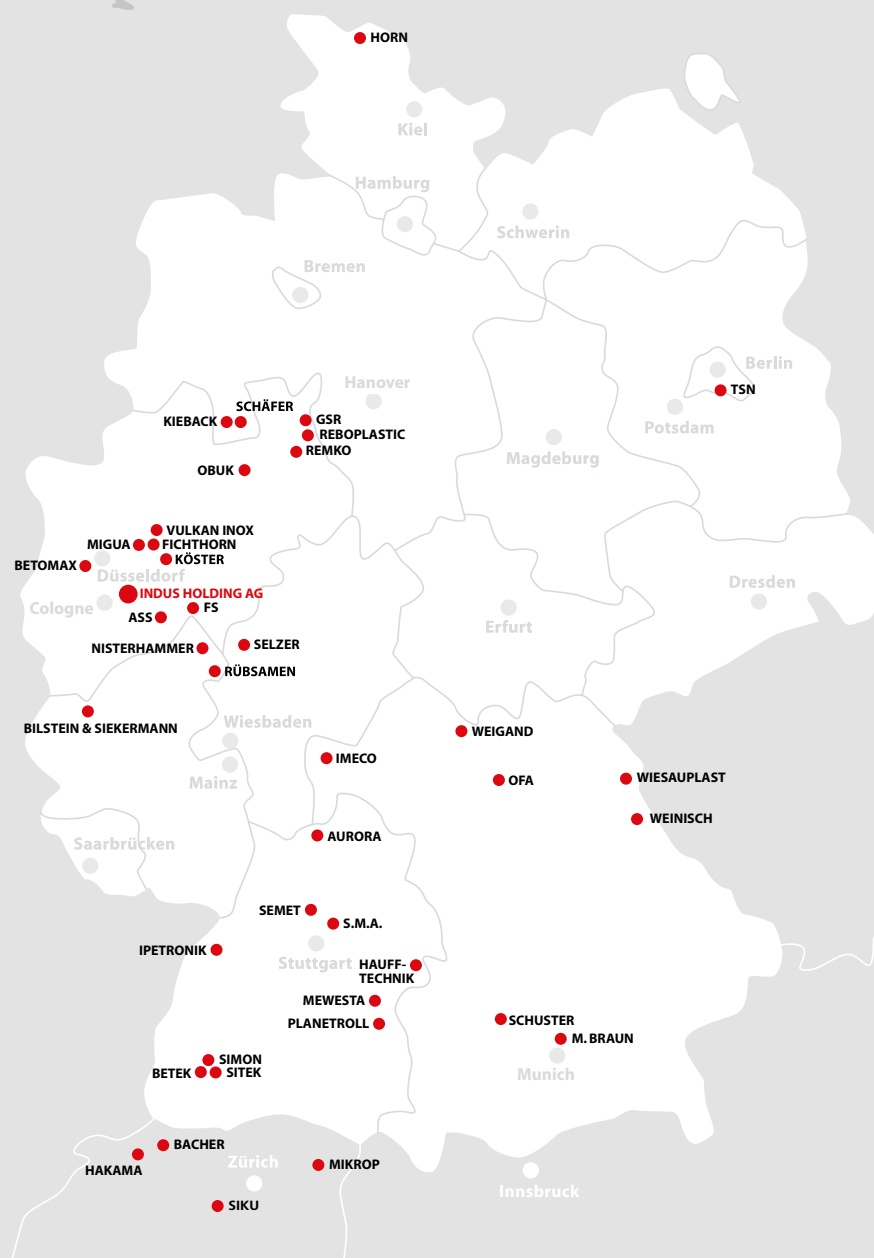 HORN
Kiel
Hamburg
Schwerin
Bremen
Berlin
TSN
Hanover
Potsdam
SCHÄFER
KIEBACK
GSR
REBOPLASTIC
REMKO
Magdeburg
OBUK
VULKAN INOX
MIGUA
FICHTHORN
KÖSTER
BETOMAX
Düsseldorf
Dresden
INDUS HOLDING AG
Cologne
FS
ASS
Erfurt
NISTERHAMMER
SELZER
RÜBSAMEN
Wiesbaden
BILSTEIN & SIEKERMANN
WEIGAND
IMECO
Mainz
OFA
WIESAUPLAST
WEINISCH
AURORA
Saarbrücken
SEMET
S.M.A.
IPETRONIK
Stuttgart
HAUFF-
TECHNIK
MEWESTA
PLANETROLL
SCHUSTER
M. BRAUN
SIMON
BETEK
SITEK
Munich
BACHER
HAKAMA
Zürich
MIKROP
Innsbruck
SIKU